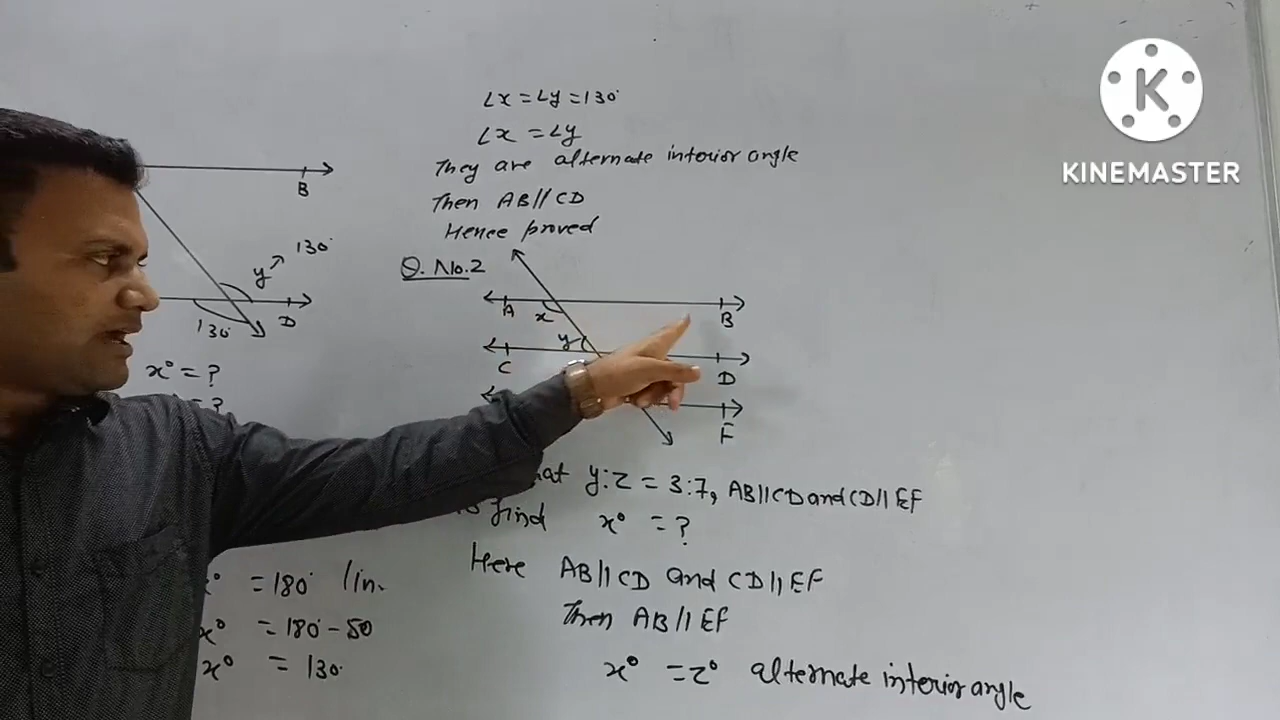 ∠x = ∠y = 130°
∠x = ∠y
They are alternate interior angle
Then AB//CD
Hence proved
B
y 130°
130° D
x° = ?
= ?
x° = 180° lin.
x° = 180° - 50
x° = 130°
Q. No.2
A x B
y
C D
F
that y:z = 3:7, AB//CD and CD//EF
To find x° = ?
Here AB//CD and CD//EF
Then AB//EF
x° = z° alternate interior angle
K
KINEMASTER